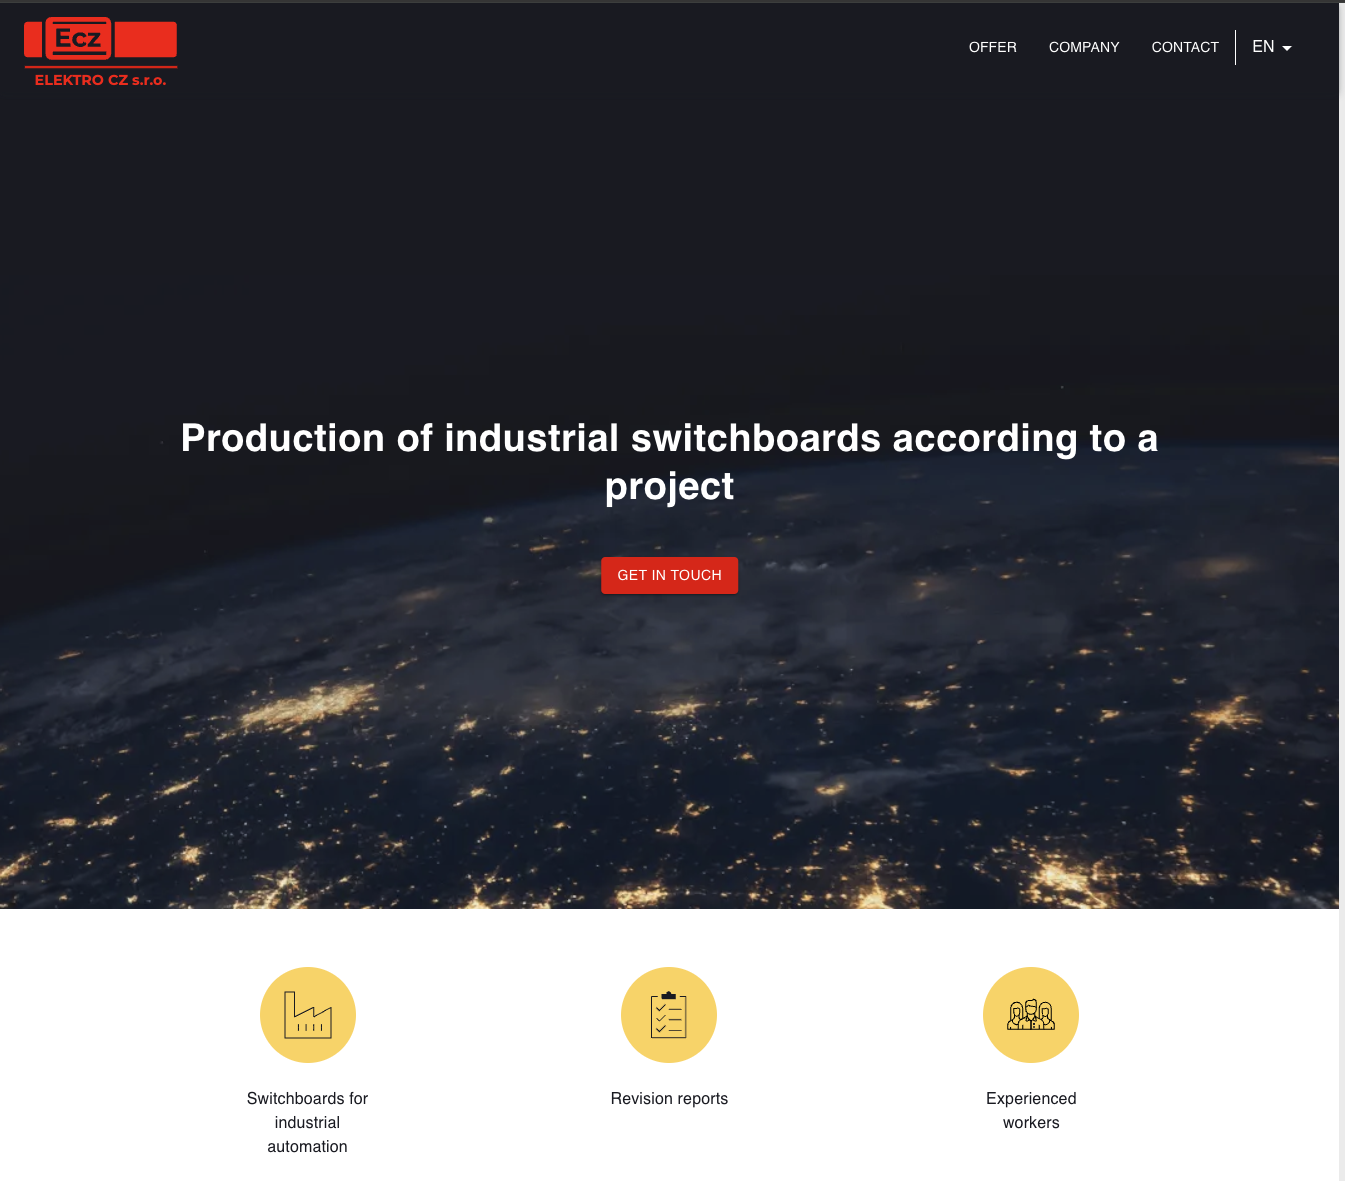 Ecz
ELEKTRO CZ s.r.o.
OFFER COMPANY CONTACT EN
Production of industrial switchboards according to a
project
GET IN TOUCH
Switchboards for
industrial
automation
Revision reports
Experienced
workers